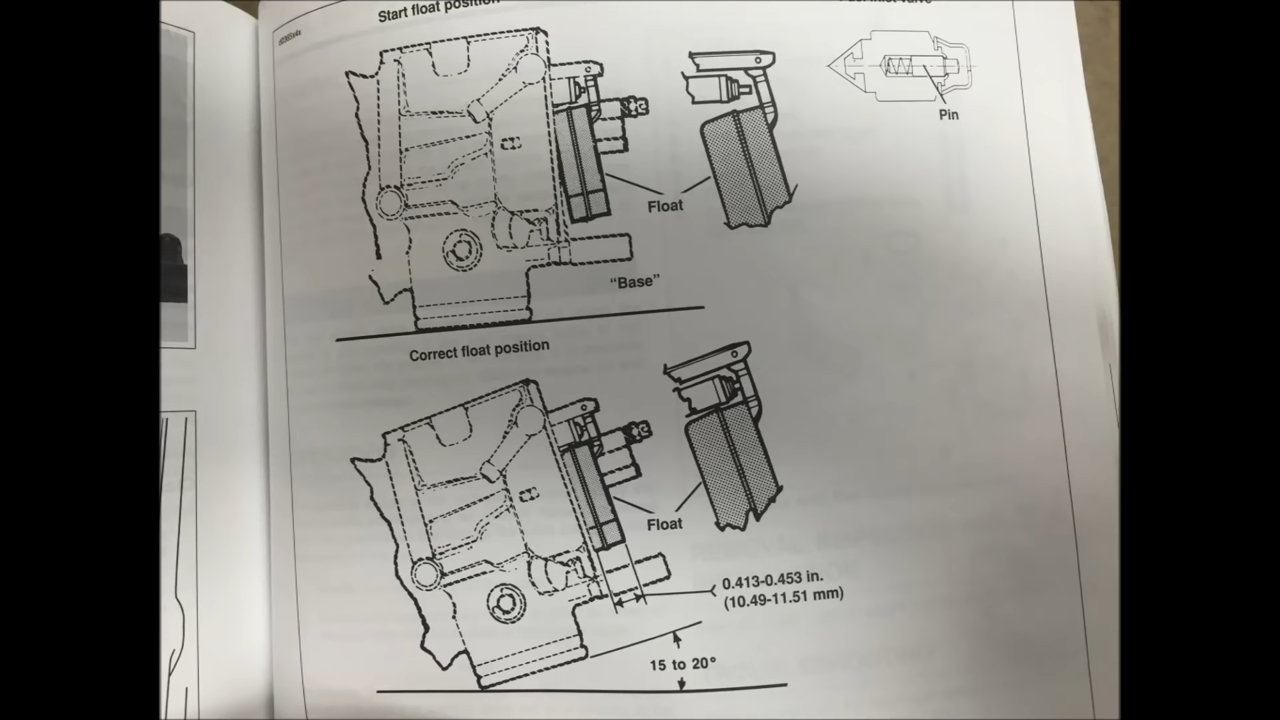 Start float position
Pin
Float
"Base"
Correct float position
Float
0.413-0.453 in.
(10.49-11.51 mm)
15 to 20°